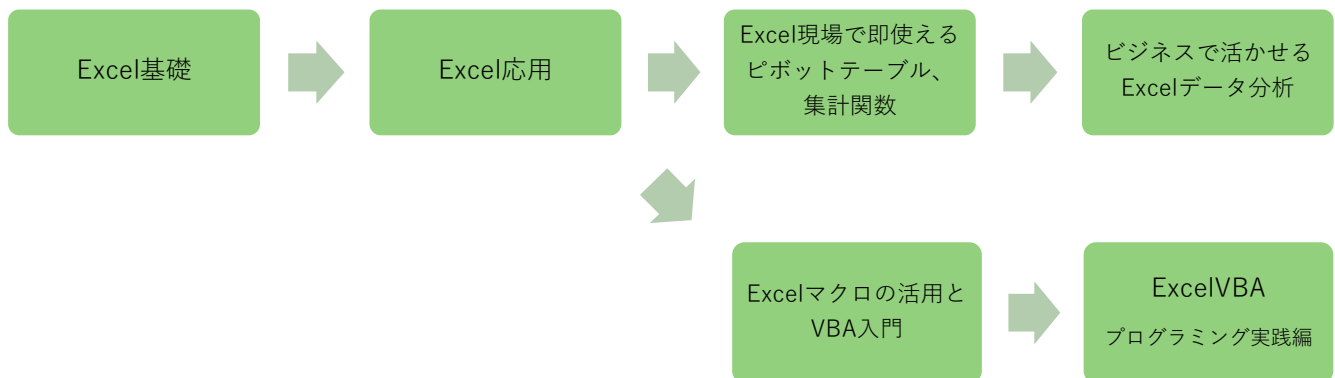 Excel基礎
Excel応用
Excel現場で即使える
ピボットテーブル、
集計関数
ビジネスで活かせる
Excelデータ分析
Excelマクロの活用と
VBA入門
ExcelVBA
プログラミング実践編